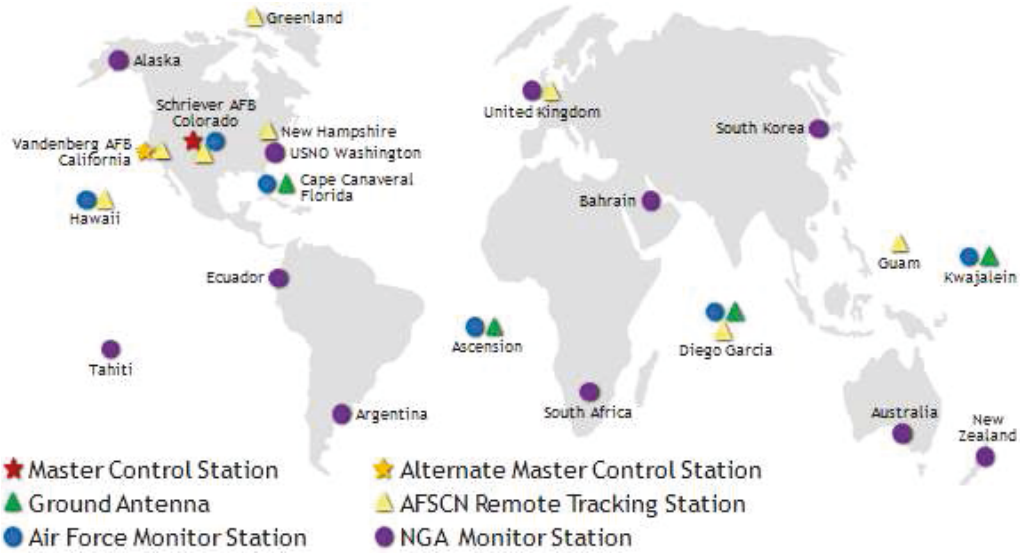 Greenland
Alaska
Schriever AFB
Colorado
New Hampshire
Vandenberg AFB
California
USNO Washington
Cape Canaveral
Florida
Hawaii
United Kingdom
South Korea
Bahrain
Guam
Kwajalein
Ecuador
Ascension
Diego Garcia
Tahiti
Argentina
South Africa
Australia
New
Zealand
Master Control Station
Alternate Master Control Station
Ground Antenna
AFSCN Remote Tracking Station
Air Force Monitor Station
NGA Monitor Station